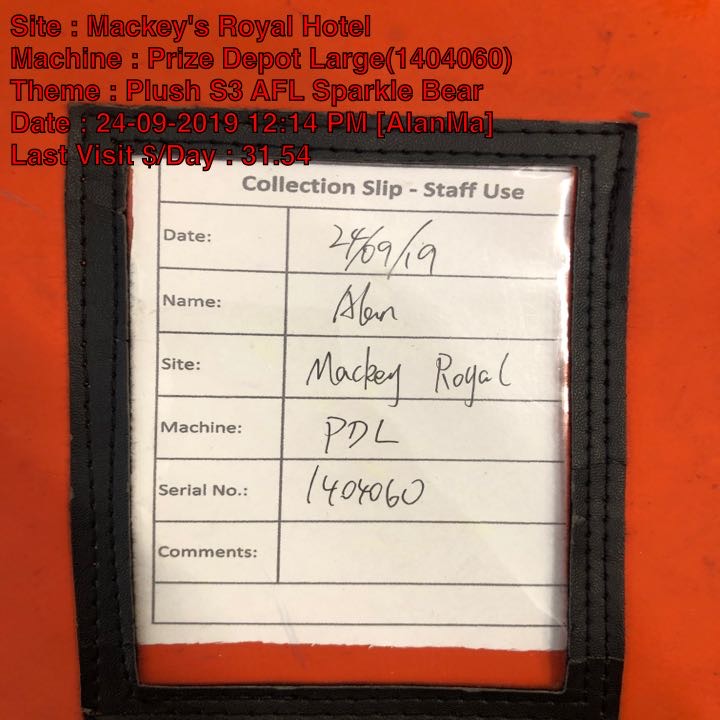 Site : Mackey's Royal Hotel
Machine : Prize Depot Large(1404060)
Theme : Plush S3 AFL Sparkle Bear
Date : 24-09-2019 12:14 PM [AlanMa]
Last Visit $/Day : 31.54
Collection Slip - Staff Use
Date: 24/09/19
Name: Alan
Site: Mackey Royal
Machine: PDL
Serial No.: 1404060
Comments: